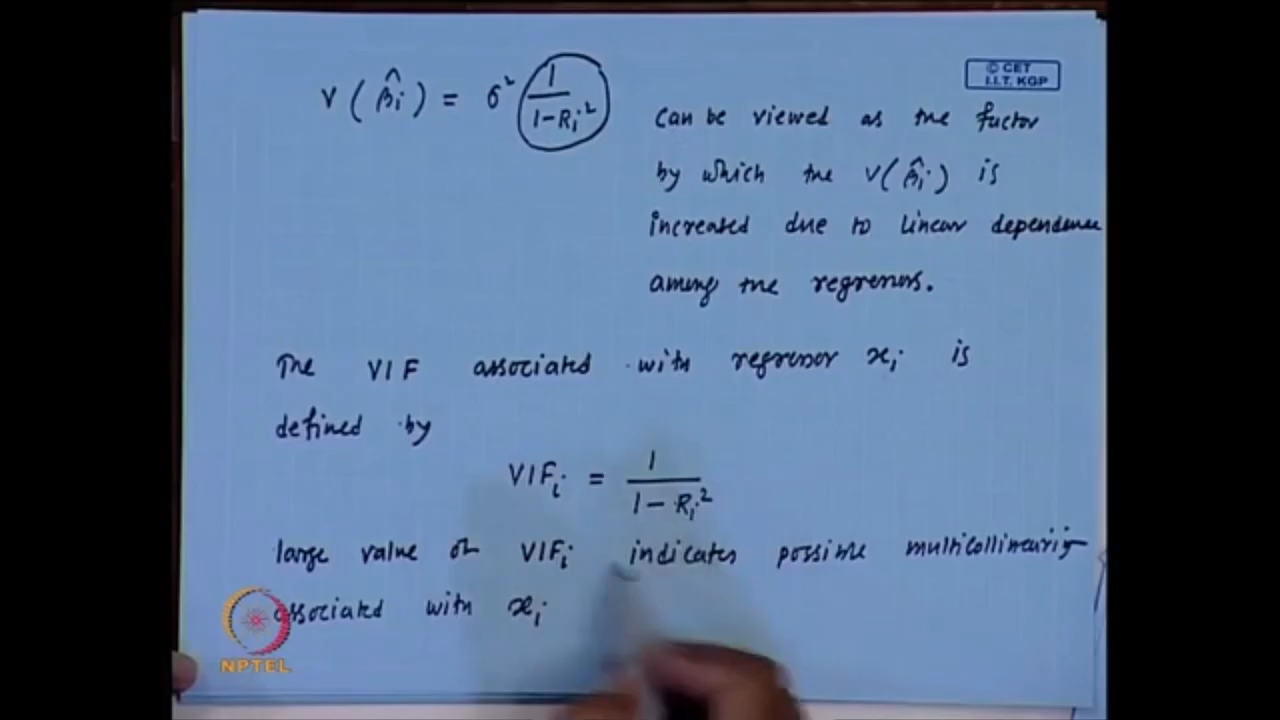 © CET
I.I.T. KGP
V(β̂i) = σ² 1/(1-Ri²)
can be viewed as the factor
by which the V(β̂i) is
increased due to linear dependence
among the regressors.
The VIF associated with regressor xi is
defined by
VIFi = 1/(1-Ri²)
large value of VIFi indicates possible multicollinearity
associated with xi
NPTEL